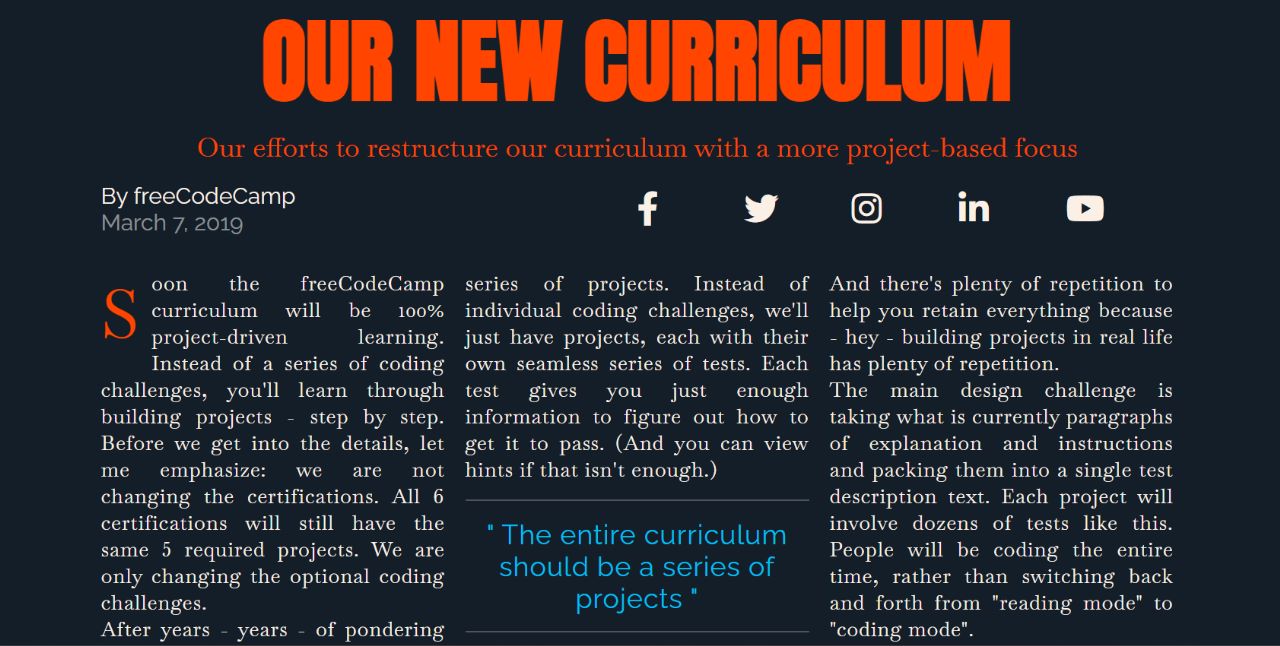 OUR NEW CURRICULUM
Our efforts to restructure our curriculum with a more project-based focus
By freeCodeCamp
March 7, 2019
Soon the freeCodeCamp
curriculum will be 100%
project-driven learning.
Instead of a series of coding
challenges, you'll learn through
building projects - step by step.
Before we get into the details, let
me emphasize: we are not
changing the certifications. All 6
certifications will still have the
same 5 required projects. We are
only changing the optional coding
challenges.
After years - years - of pondering
series of projects. Instead of
individual coding challenges, we'll
just have projects, each with their
own seamless series of tests. Each
test gives you just enough
information to figure out how to
get it to pass. (And you can view
hints if that isn't enough.)
" The entire curriculum
should be a series of
projects "
And there's plenty of repetition to
help you retain everything because
- hey - building projects in real life
has plenty of repetition.
The main design challenge is
taking what is currently paragraphs
of explanation and instructions
and packing them into a single test
description text. Each project will
involve dozens of tests like this.
People will be coding the entire
time, rather than switching back
and forth from "reading mode" to
"coding mode".